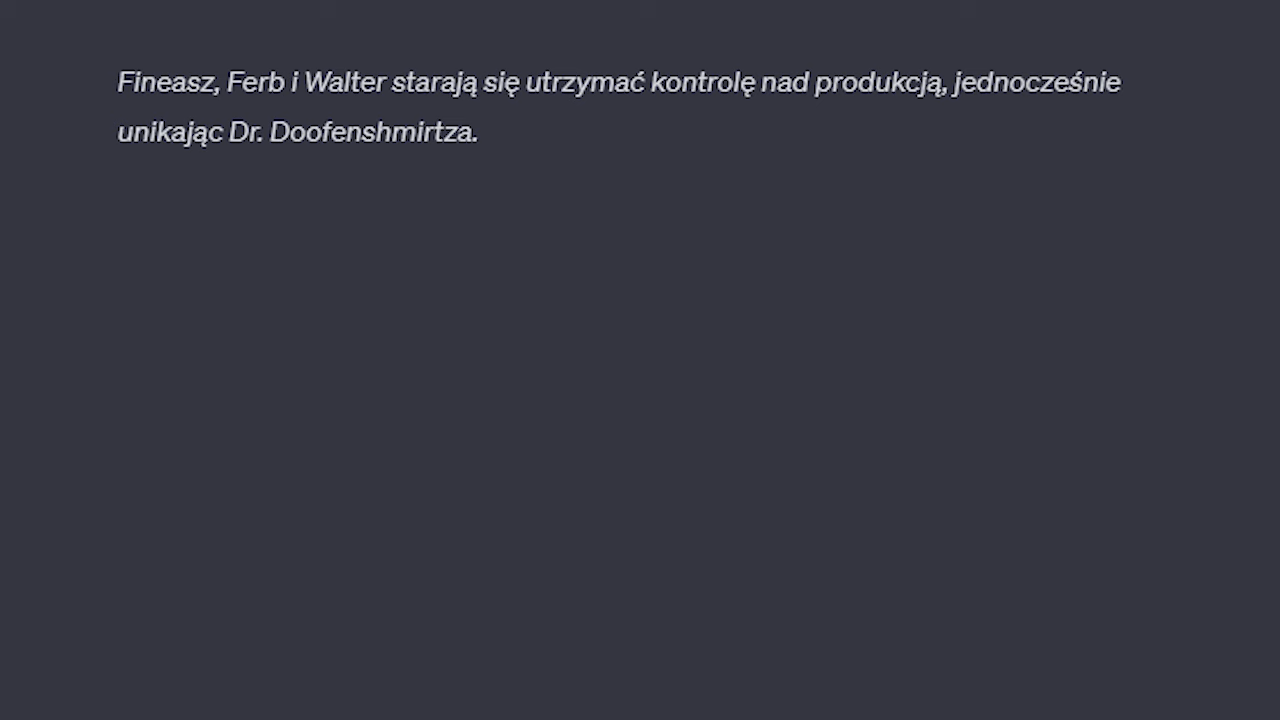 Fineasz, Ferb i Walter starają się utrzymać kontrolę nad produkcją, jednocześnie
unikając Dr. Doofenshmirtza.